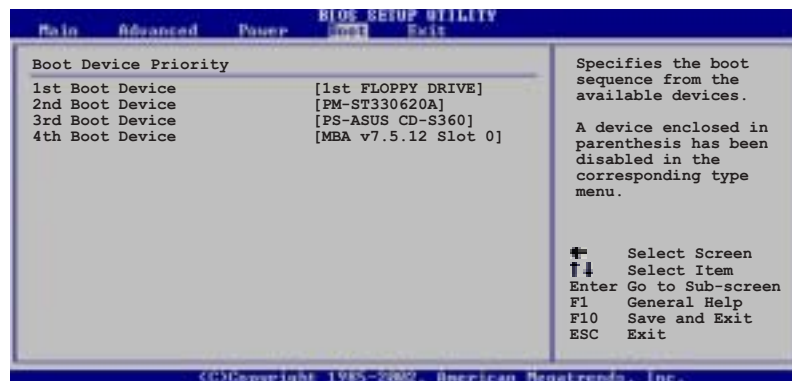 BIOS SETUP UTILITY
Main Advanced Power Boot Exit
Boot Device Priority
1st Boot Device [1st FLOPPY DRIVE]
2nd Boot Device [PM-ST330620A]
3rd Boot Device [PS-ASUS CD-S360]
4th Boot Device [MBA v7.5.12 Slot 0]
Specifies the boot
sequence from the
available devices.
A device enclosed in
parenthesis has been
disabled in the
corresponding type
menu.
Select Screen
↑↓ Select Item
Enter Go to Sub-screen
F1 General Help
F10 Save and Exit
ESC Exit
(C)Copyright 1985-2002, American Megatrends, Inc.